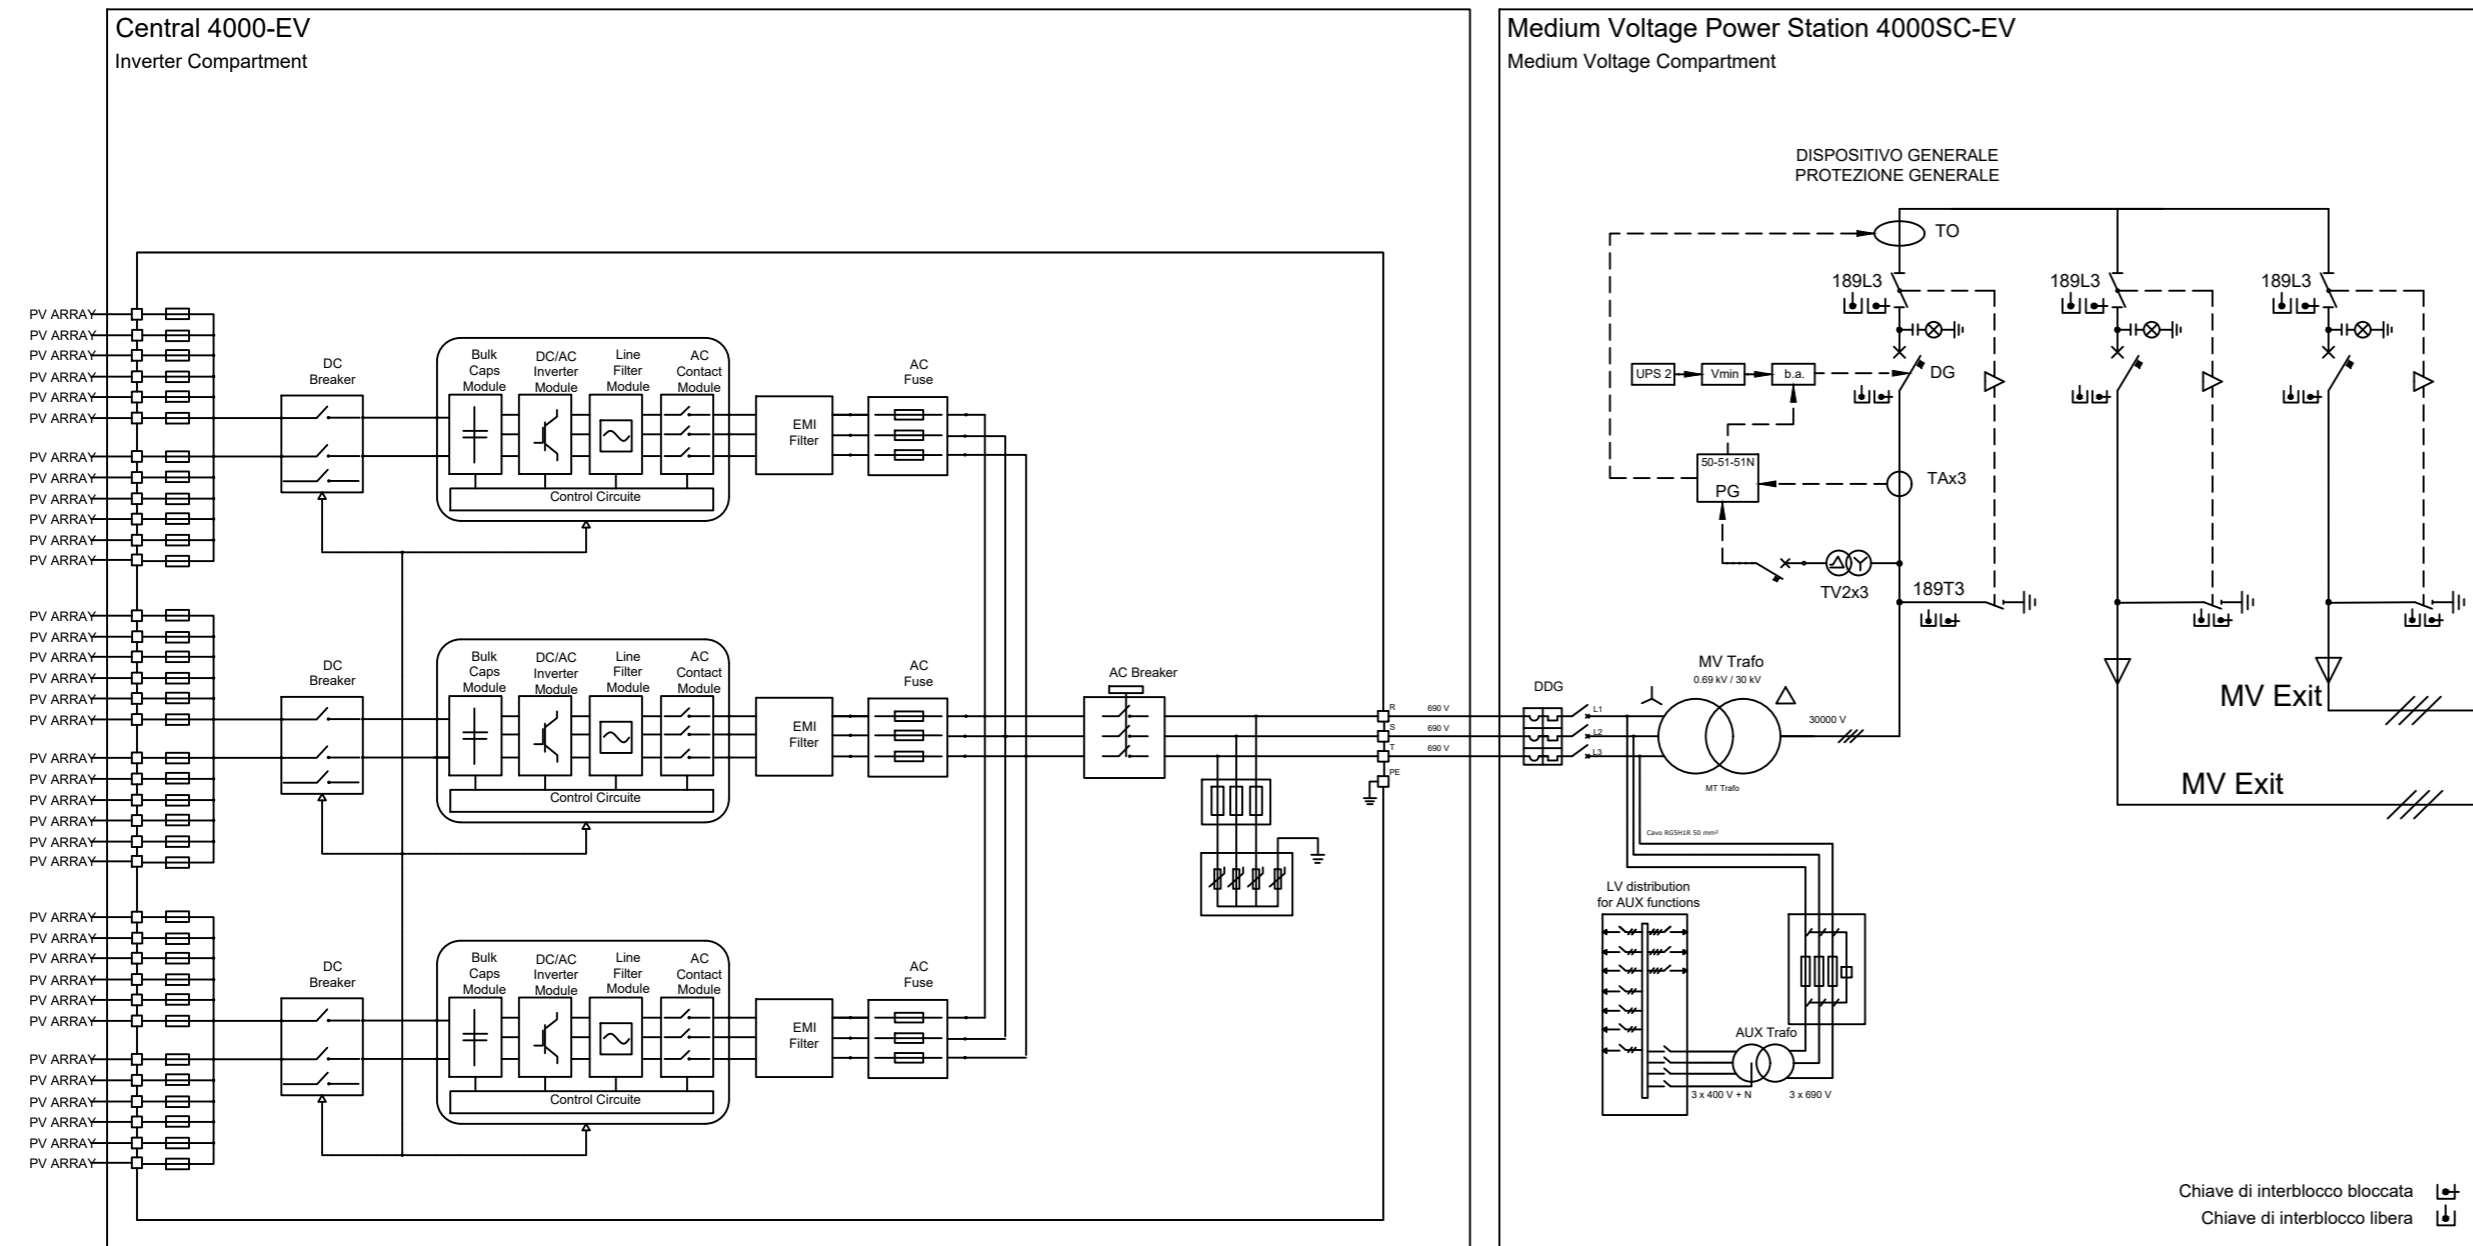 Central 4000-EV
Inverter Compartment
PV ARRAY
PV ARRAY
PV ARRAY
PV ARRAY
PV ARRAY
PV ARRAY
PV ARRAY
PV ARRAY
PV ARRAY
PV ARRAY
PV ARRAY
PV ARRAY
DC
Breaker
Bulk
Caps
Module
DC/AC
Inverter
Module
Line
Filter
Module
AC
Contact
Module
Control Circuite
EMI
Filter
AC
Fuse
PV ARRAY
PV ARRAY
PV ARRAY
PV ARRAY
PV ARRAY
PV ARRAY
PV ARRAY
PV ARRAY
PV ARRAY
PV ARRAY
PV ARRAY
PV ARRAY
DC
Breaker
Bulk
Caps
Module
DC/AC
Inverter
Module
Line
Filter
Module
AC
Contact
Module
Control Circuite
EMI
Filter
AC
Fuse
AC Breaker
PV ARRAY
PV ARRAY
PV ARRAY
PV ARRAY
PV ARRAY
PV ARRAY
PV ARRAY
PV ARRAY
PV ARRAY
PV ARRAY
PV ARRAY
PV ARRAY
DC
Breaker
Bulk
Caps
Module
DC/AC
Inverter
Module
Line
Filter
Module
AC
Contact
Module
Control Circuite
EMI
Filter
AC
Fuse
R
S
T
PE
690 V
690 V
690 V
Medium Voltage Power Station 4000SC-EV
Medium Voltage Compartment
DISPOSITIVO GENERALE
PROTEZIONE GENERALE
TO
189L3
189L3
189L3
UPS 2
Vmin
b.a.
DG
50-51-51N
PG
TAx3
TV2x3
189T3
DDG
L1
L2
L3
MV Trafo
0.69 kV / 30 kV
MT Trafo
30000 V
MV Exit
MV Exit
Cavo RG5H1R 50 mm²
LV distribution
for AUX functions
AUX Trafo
3 x 400 V + N
3 x 690 V
Chiave di interblocco bloccata
Chiave di interblocco libera